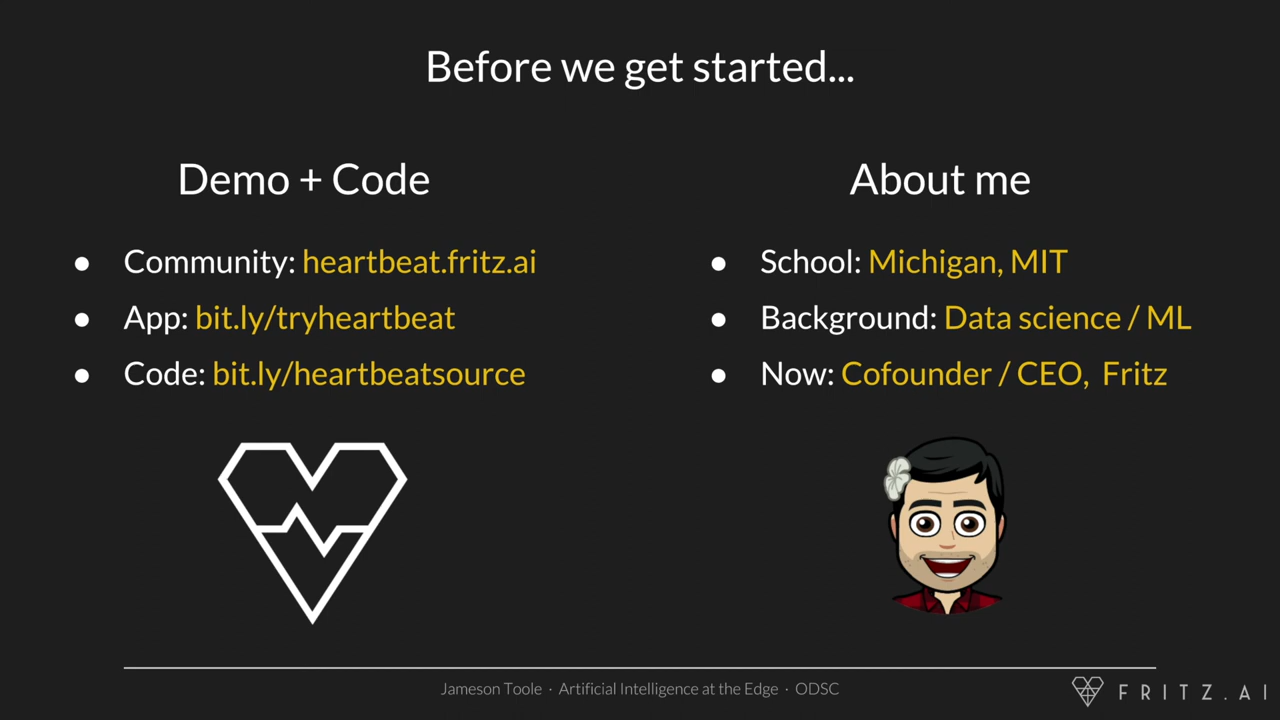 Before we get started...
Demo + Code
● Community: heartbeat.fritz.ai
● App: bit.ly/tryheartbeat
● Code: bit.ly/heartbeatsource
About me
● School: Michigan, MIT
● Background: Data science / ML
● Now: Cofounder / CEO, Fritz
Jameson Toole · Artificial Intelligence at the Edge · ODSC
FRITZ.AI